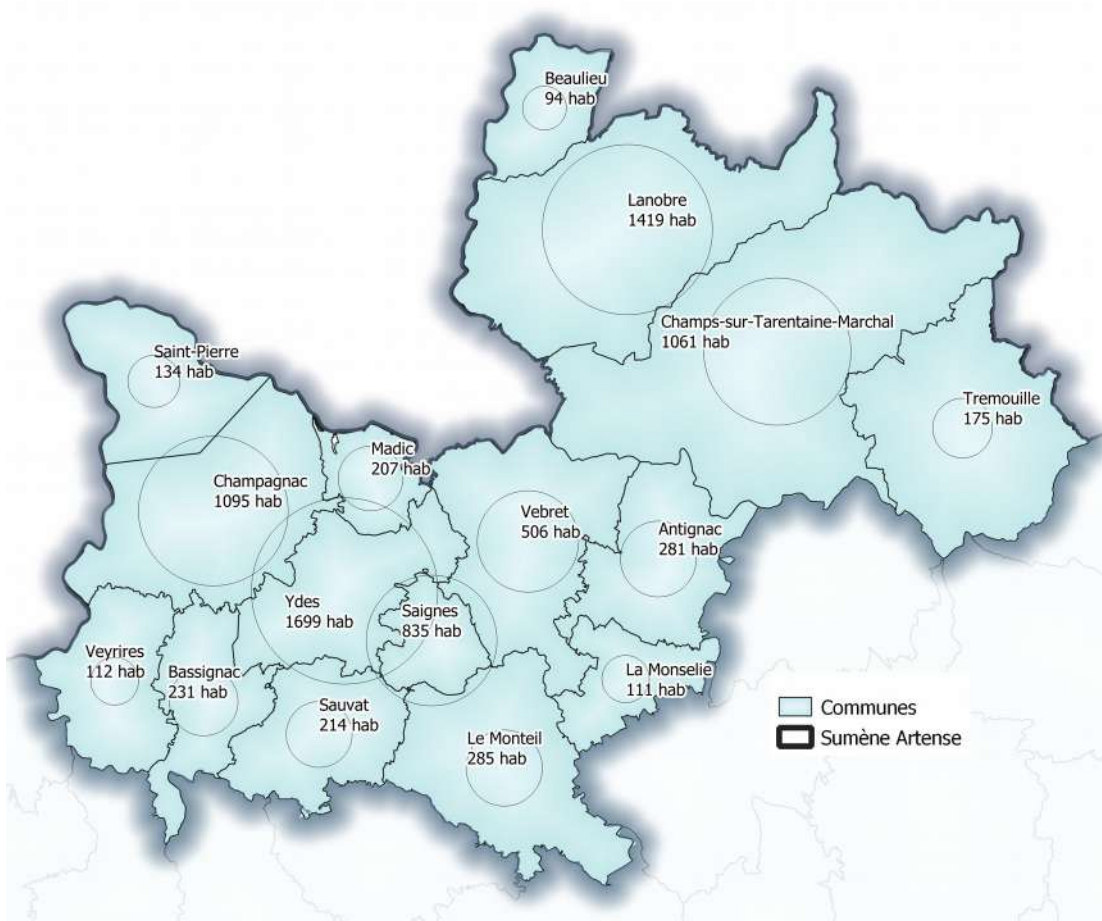 Beaulieu
94 hab
Lanobre
1419 hab
Champs-sur-Tarentaine-Marchal
1061 hab
Saint-Pierre
134 hab
Tremouille
175 hab
Madic
207 hab
Champagnac
1095 hab
Vebret
506 hab
Antignac
281 hab
Ydes
1699 hab
Saignes
835 hab
Veyrires
112 hab
Bassignac
231 hab
La Monselie
111 hab
Sauvat
214 hab
Le Monteil
285 hab
Communes
Sumène Artense